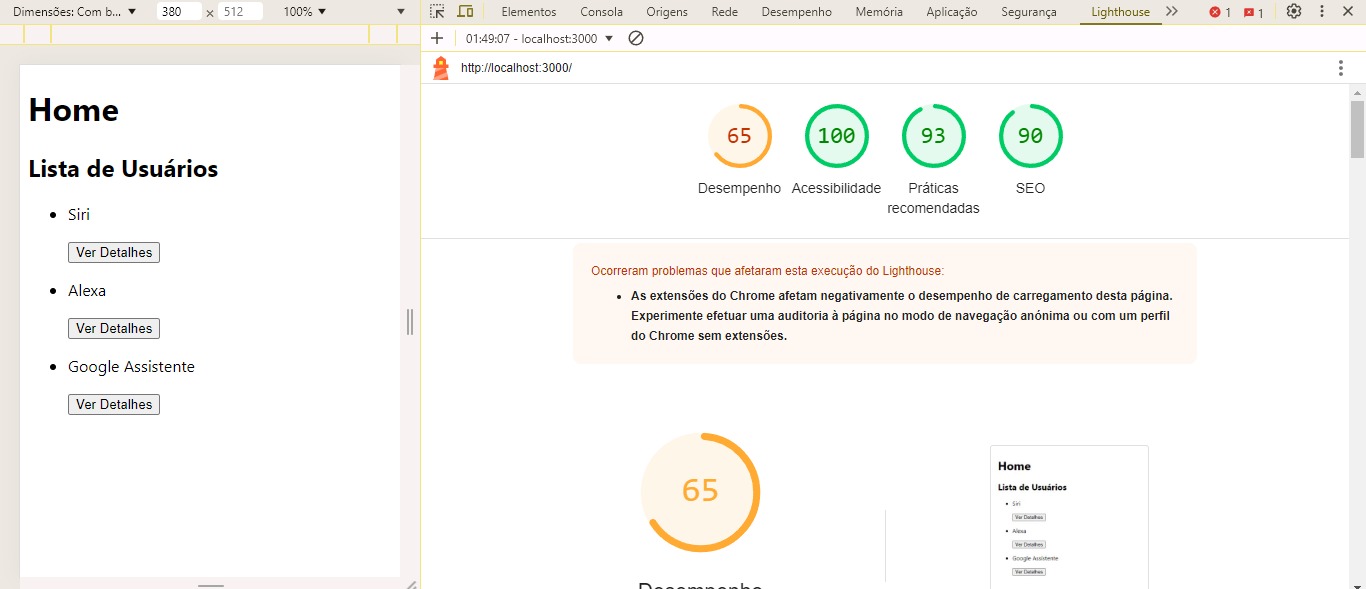 Dimensões: Com b... ▼ 380 × 512 100% ▼ ▼
Elementos Consola Origens Rede Desempenho Memória Aplicação Segurança Lighthouse 1 1
01:49:07 - localhost:3000 ▼
http://localhost:3000/
Home
Lista de Usuários
• Siri
Ver Detalhes
• Alexa
Ver Detalhes
• Google Assistente
Ver Detalhes
65 100 93 90
Desempenho Acessibilidade Práticas recomendadas SEO
Ocorreram problemas que afetaram esta execução do Lighthouse:
• As extensões do Chrome afetam negativamente o desempenho de carregamento desta página.
Experimente efetuar uma auditoria à página no modo de navegação anónima ou com um perfil
do Chrome sem extensões.
65
Desempenho
Home
Lista de Usuários
• Siri
Ver Detalhes
• Alexa
Ver Detalhes
• Google Assistente
Ver Detalhes